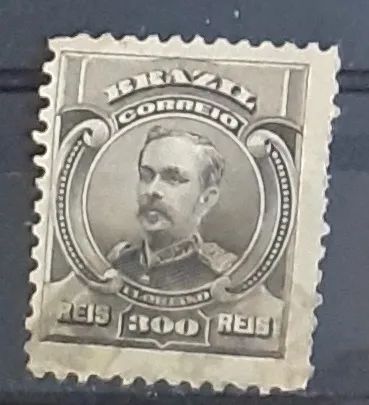 BRAZIL
CORREIO
FLORIANO
REIS 300 REIS